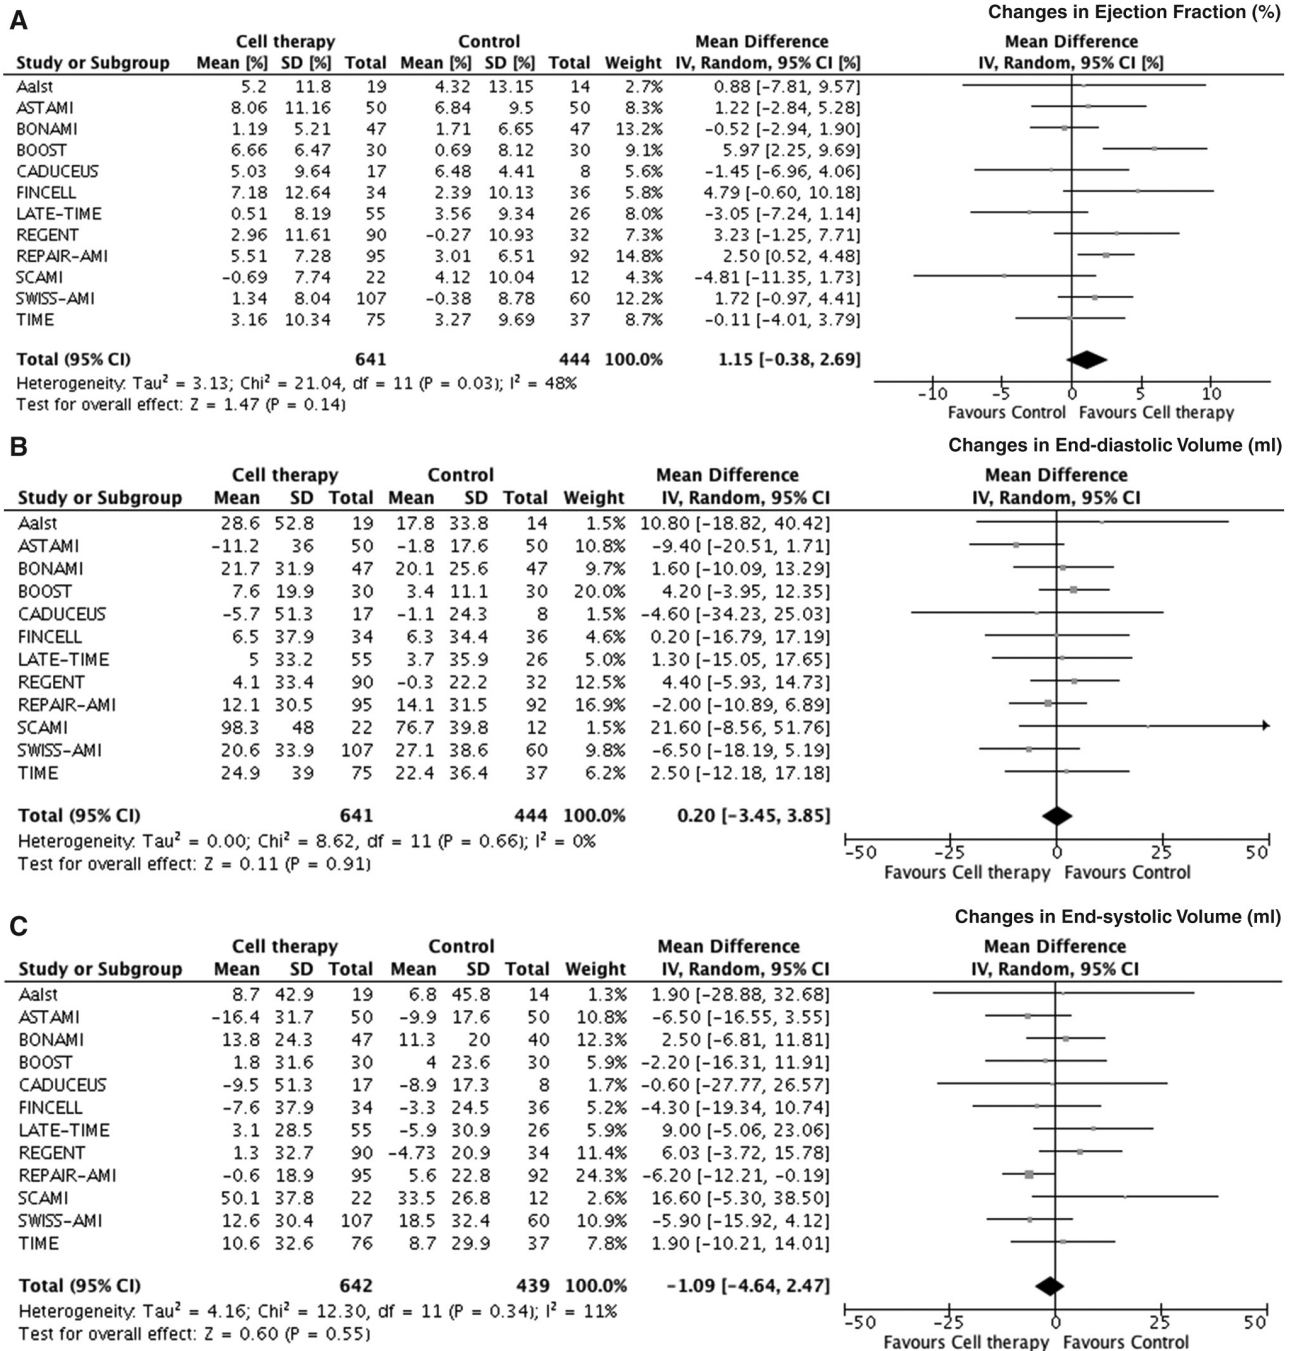 A
Changes in Ejection Fraction (%)
Cell therapy Control Mean Difference Mean Difference
Study or Subgroup Mean [%] SD [%] Total Mean [%] SD [%] Total Weight IV, Random, 95% CI [%] IV, Random, 95% CI [%]
Aalst 5.2 11.8 19 4.32 13.15 14 2.7% 0.88 [-7.81, 9.57]
ASTAMI 8.06 11.16 50 6.84 9.5 50 8.3% 1.22 [-2.84, 5.28]
BONAMI 1.19 5.21 47 1.71 6.65 47 13.2% -0.52 [-2.94, 1.90]
BOOST 6.66 6.47 30 0.69 8.12 30 9.1% 5.97 [2.25, 9.69]
CADUCEUS 5.03 9.64 17 6.48 4.41 8 5.6% -1.45 [-6.96, 4.06]
FINCELL 7.18 12.64 34 2.39 10.13 36 5.8% 4.79 [-0.60, 10.18]
LATE-TIME 0.51 8.19 55 3.56 9.34 26 8.0% -3.05 [-7.24, 1.14]
REGENT 2.96 11.61 90 -0.27 10.93 32 7.3% 3.23 [-1.25, 7.71]
REPAIR-AMI 5.51 7.28 95 3.01 6.51 92 14.8% 2.50 [0.52, 4.48]
SCAMI -0.69 7.74 22 4.12 10.04 12 4.3% -4.81 [-11.35, 1.73]
SWISS-AMI 1.34 8.04 107 -0.38 8.78 60 12.2% 1.72 [-0.97, 4.41]
TIME 3.16 10.34 75 3.27 9.69 37 8.7% -0.11 [-4.01, 3.79]
Total (95% CI) 641 444 100.0% 1.15 [-0.38, 2.69]
Heterogeneity: Tau² = 3.13; Chi² = 21.04, df = 11 (P = 0.03); I² = 48%
Test for overall effect: Z = 1.47 (P = 0.14)
-10 -5 0 5 10
Favours Control Favours Cell therapy
B
Changes in End-diastolic Volume (ml)
Cell therapy Control Mean Difference Mean Difference
Study or Subgroup Mean SD Total Mean SD Total Weight IV, Random, 95% CI IV, Random, 95% CI
Aalst 28.6 52.8 19 17.8 33.8 14 1.5% 10.80 [-18.82, 40.42]
ASTAMI -11.2 36 50 -1.8 17.6 50 10.8% -9.40 [-20.51, 1.71]
BONAMI 21.7 31.9 47 20.1 25.6 47 9.7% 1.60 [-10.09, 13.29]
BOOST 7.6 19.9 30 3.4 11.1 30 20.0% 4.20 [-3.95, 12.35]
CADUCEUS -5.7 51.3 17 -1.1 24.3 8 1.5% -4.60 [-34.23, 25.03]
FINCELL 6.5 37.9 34 6.3 34.4 36 4.6% 0.20 [-16.79, 17.19]
LATE-TIME 5 33.2 55 3.7 35.9 26 5.0% 1.30 [-15.05, 17.65]
REGENT 4.1 33.4 90 -0.3 22.2 32 12.5% 4.40 [-5.93, 14.73]
REPAIR-AMI 12.1 30.5 95 14.1 31.5 92 16.9% -2.00 [-10.89, 6.89]
SCAMI 98.3 48 22 76.7 39.8 12 1.5% 21.60 [-8.56, 51.76]
SWISS-AMI 20.6 33.9 107 27.1 38.6 60 9.8% -6.50 [-18.19, 5.19]
TIME 24.9 39 75 22.4 36.4 37 6.2% 2.50 [-12.18, 17.18]
Total (95% CI) 641 444 100.0% 0.20 [-3.45, 3.85]
Heterogeneity: Tau² = 0.00; Chi² = 8.62, df = 11 (P = 0.66); I² = 0%
Test for overall effect: Z = 0.11 (P = 0.91)
-50 -25 0 25 50
Favours Cell therapy Favours Control
C
Changes in End-systolic Volume (ml)
Cell therapy Control Mean Difference Mean Difference
Study or Subgroup Mean SD Total Mean SD Total Weight IV, Random, 95% CI IV, Random, 95% CI
Aalst 8.7 42.9 19 6.8 45.8 14 1.3% 1.90 [-28.88, 32.68]
ASTAMI -16.4 31.7 50 -9.9 17.6 50 10.8% -6.50 [-16.55, 3.55]
BONAMI 13.8 24.3 47 11.3 20 40 12.3% 2.50 [-6.81, 11.81]
BOOST 1.8 31.6 30 4 23.6 30 5.9% -2.20 [-16.31, 11.91]
CADUCEUS -9.5 51.3 17 -8.9 17.3 8 1.7% -0.60 [-27.77, 26.57]
FINCELL -7.6 37.9 34 -3.3 24.5 36 5.2% -4.30 [-19.34, 10.74]
LATE-TIME 3.1 28.5 55 -5.9 30.9 26 5.9% 9.00 [-5.06, 23.06]
REGENT 1.3 32.7 90 -4.73 20.9 34 11.4% 6.03 [-3.72, 15.78]
REPAIR-AMI -0.6 18.9 95 5.6 22.8 92 24.3% -6.20 [-12.21, -0.19]
SCAMI 50.1 37.8 22 33.5 26.8 12 2.6% 16.60 [-5.30, 38.50]
SWISS-AMI 12.6 30.4 107 18.5 32.4 60 10.9% -5.90 [-15.92, 4.12]
TIME 10.6 32.6 76 8.7 29.9 37 7.8% 1.90 [-10.21, 14.01]
Total (95% CI) 642 439 100.0% -1.09 [-4.64, 2.47]
Heterogeneity: Tau² = 4.16; Chi² = 12.30, df = 11 (P = 0.34); I² = 11%
Test for overall effect: Z = 0.60 (P = 0.55)
-50 -25 0 25 50
Favours Cell therapy Favours Control